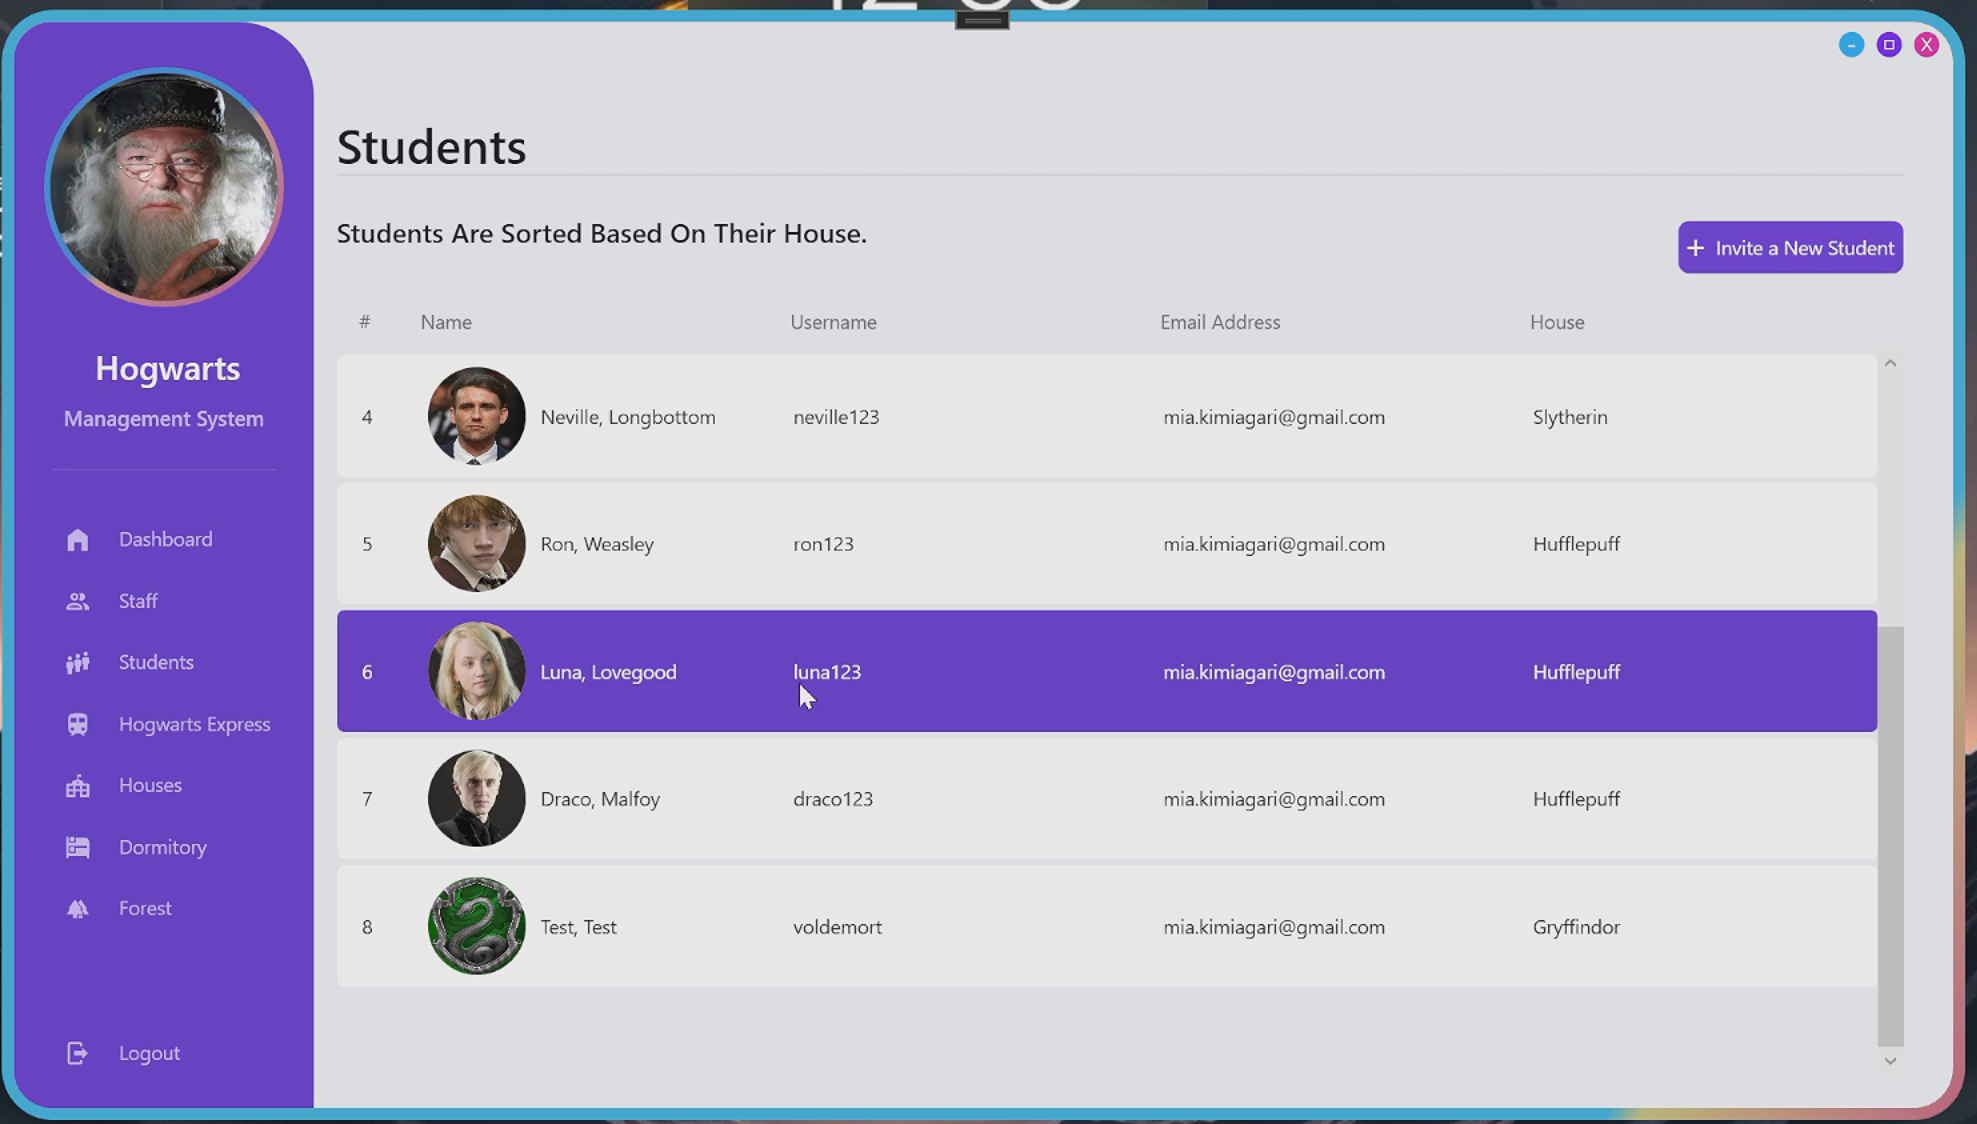 X
Students
Students Are Sorted Based On Their House.
+ Invite a New Student
Hogwarts
Management System
Dashboard
Staff
Students
Hogwarts Express
Houses
Dormitory
Forest
Logout
# Name Username Email Address House
4 Neville, Longbottom neville123 mia.kimiagari@gmail.com Slytherin
5 Ron, Weasley ron123 mia.kimiagari@gmail.com Hufflepuff
6 Luna, Lovegood luna123 mia.kimiagari@gmail.com Hufflepuff
7 Draco, Malfoy draco123 mia.kimiagari@gmail.com Hufflepuff
8 Test, Test voldemort mia.kimiagari@gmail.com Gryffindor